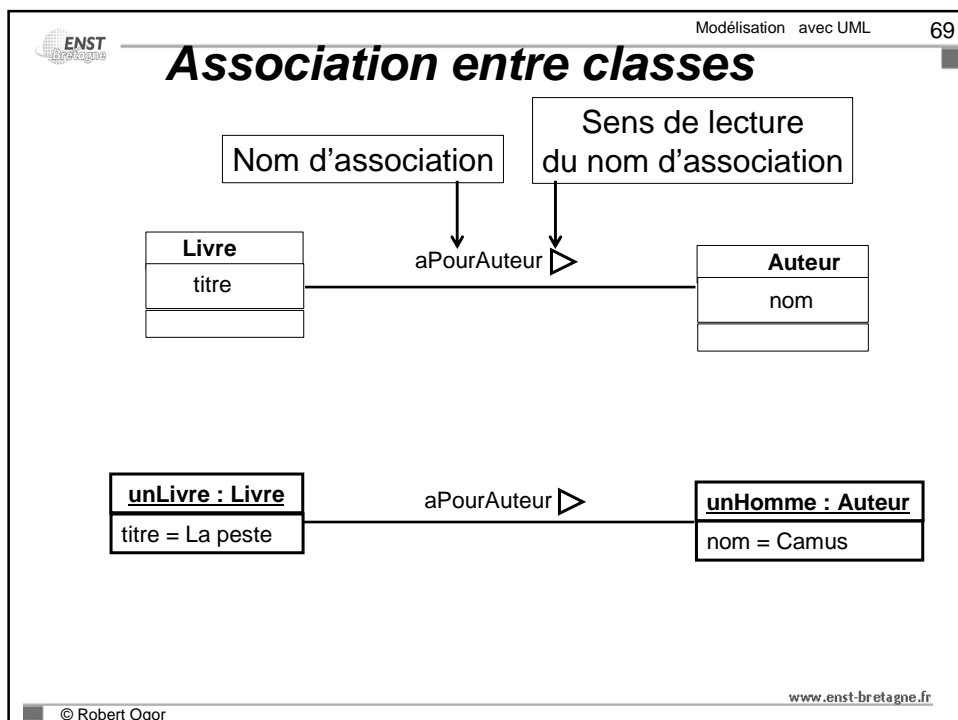 Modélisation avec UML
69
ENST
Bretagne
Association entre classes
Nom d’association
Sens de lecture
du nom d’association
Livre
titre
aPourAuteur
Auteur
nom
unLivre : Livre
titre = La peste
aPourAuteur
unHomme : Auteur
nom = Camus
www.enst-bretagne.fr
© Robert Ogor